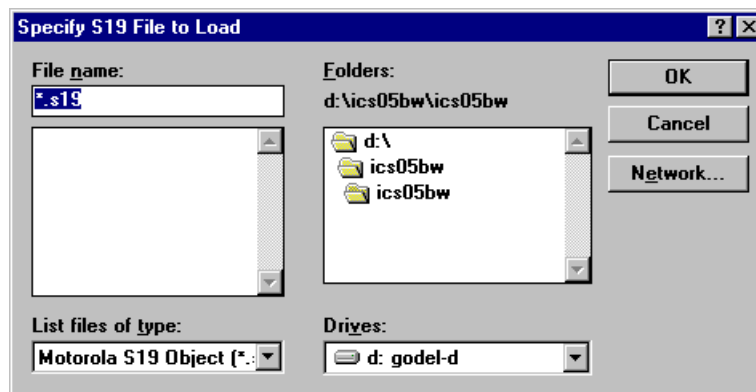 Specify S19 File to Load
File name:
*.s19
Folders:
d:\ics05bw\ics05bw
d:\
ics05bw
ics05bw
OK
Cancel
Network...
List files of type:
Motorola S19 Object (*.s
Drives:
d: godel-d